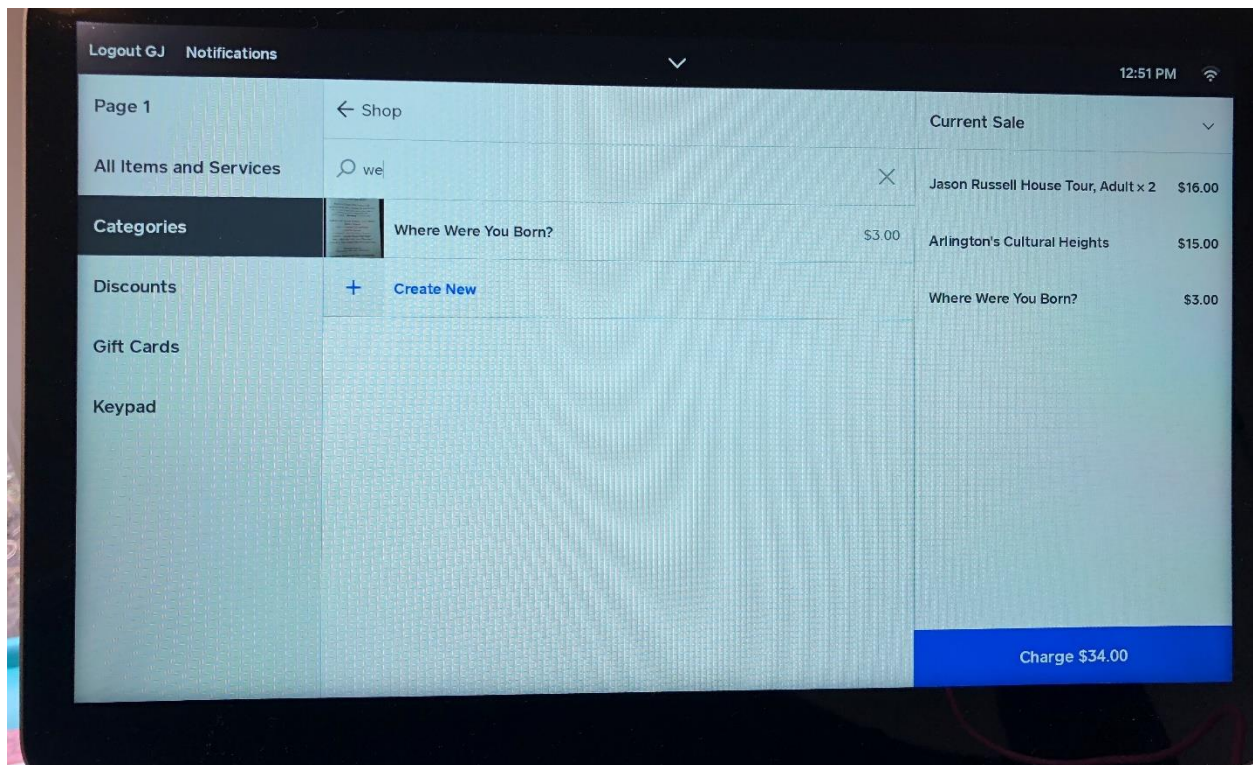 Logout GJ Notifications
12:51 PM
Page 1
All Items and Services
Categories
Discounts
Gift Cards
Keypad
← Shop
we
Where Were You Born? $3.00
+ Create New
Current Sale
Jason Russell House Tour, Adult × 2 $16.00
Arlington's Cultural Heights $15.00
Where Were You Born? $3.00
Charge $34.00